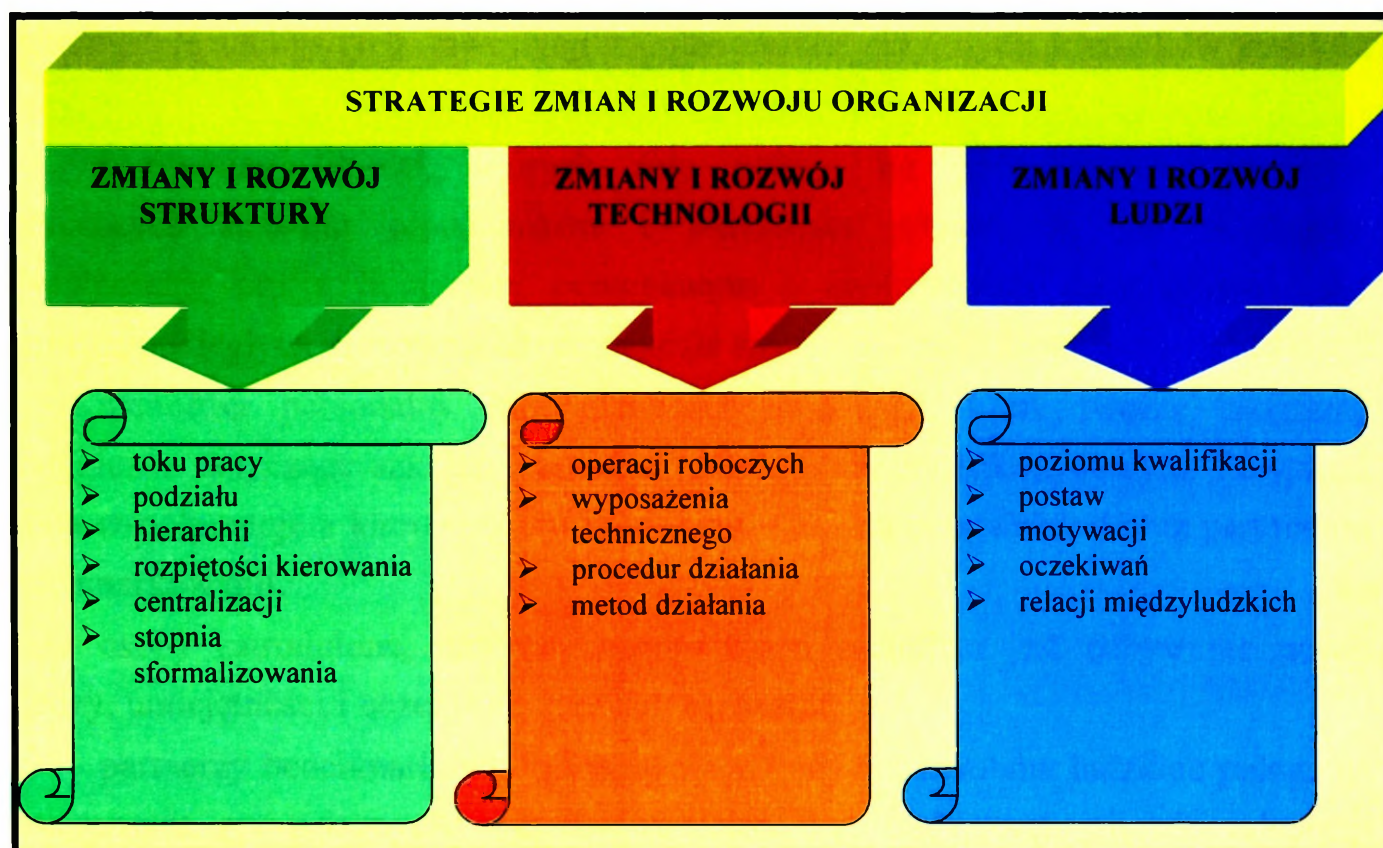 STRATEGIE ZMIAN I ROZWOJU ORGANIZACJI
ZMIANY I ROZWÓJ
STRUKTURY
➤ toku pracy
➤ podziału
➤ hierarchii
➤ rozpiętości kierowania
➤ centralizacji
➤ stopnia
sformalizowania
ZMIANY I ROZWÓJ
TECHNOLOGII
➤ operacji roboczych
➤ wyposażenia
technicznego
➤ procedur działania
➤ metod działania
ZMIANY I ROZWÓJ
LUDZI
➤ poziomu kwalifikacji
➤ postaw
➤ motywacji
➤ oczekiwań
➤ relacji międzyludzkich